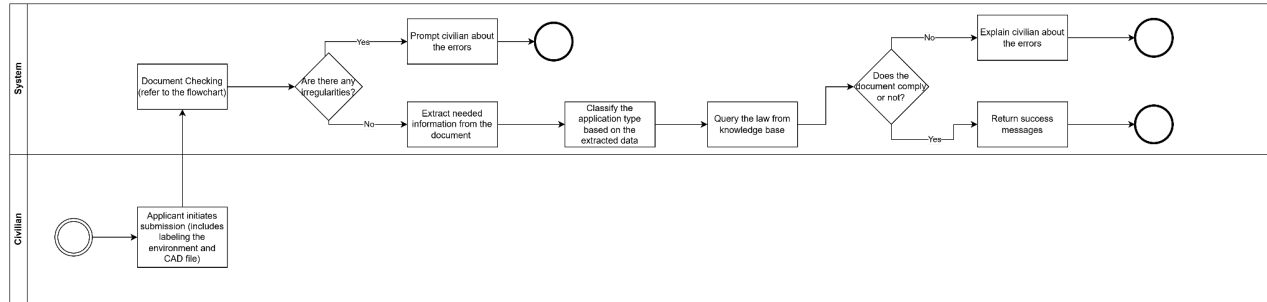 System
Document Checking
(refer to the flowchart)
Are there any
irregularities?
Yes
Prompt civilian about
the errors
No
Extract needed
information from the
document
Classify the
application type
based on the
extracted data
Query the law from
knowledge base
Does the
document comply
or not?
No
Explain civilian about
the errors
Yes
Return success
messages
Civilian
Applicant initiates
submission (includes
labeling the
environment and
CAD file)